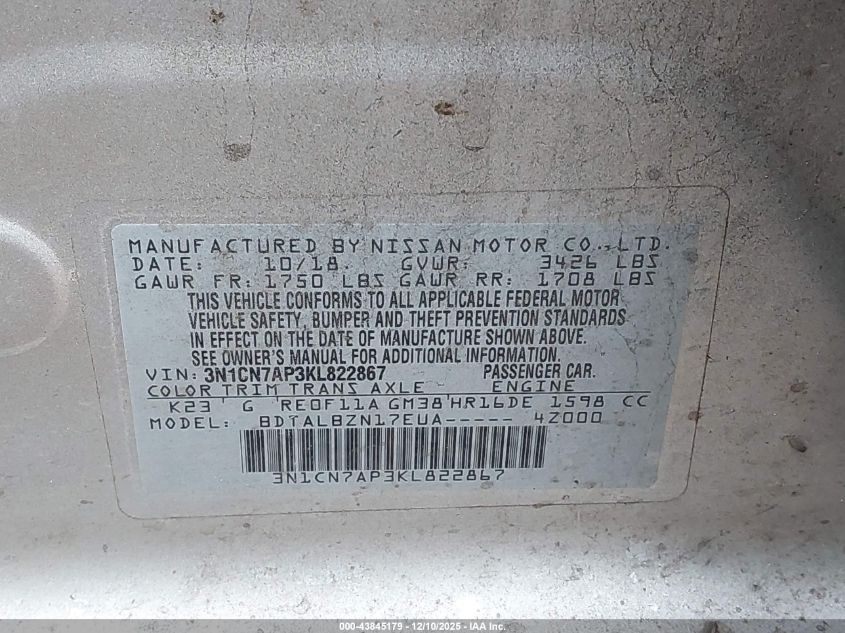 MANUFACTURED BY NISSAN MOTOR CO., LTD.
DATE: 10/18. GVWR: 3426 LBS
GAWR FR: 1750 LBS GAWR RR: 1708 LBS
THIS VEHICLE CONFORMS TO ALL APPLICABLE FEDERAL MOTOR
VEHICLE SAFETY, BUMPER AND THEFT PREVENTION STANDARDS
IN EFFECT ON THE DATE OF MANUFACTURE SHOWN ABOVE.
SEE OWNER'S MANUAL FOR ADDITIONAL INFORMATION.
VIN: 3N1CN7AP3KL822867 PASSENGER CAR.
COLOR TRIM TRANS AXLE ENGINE
K23 G RE0F11A GM38 HR16DE 1598 CC
MODEL: BDTALBZN17EUA----- 4Z000
3N1CN7AP3KL822867
000-43845179 - 12/10/2025 - IAA Inc.